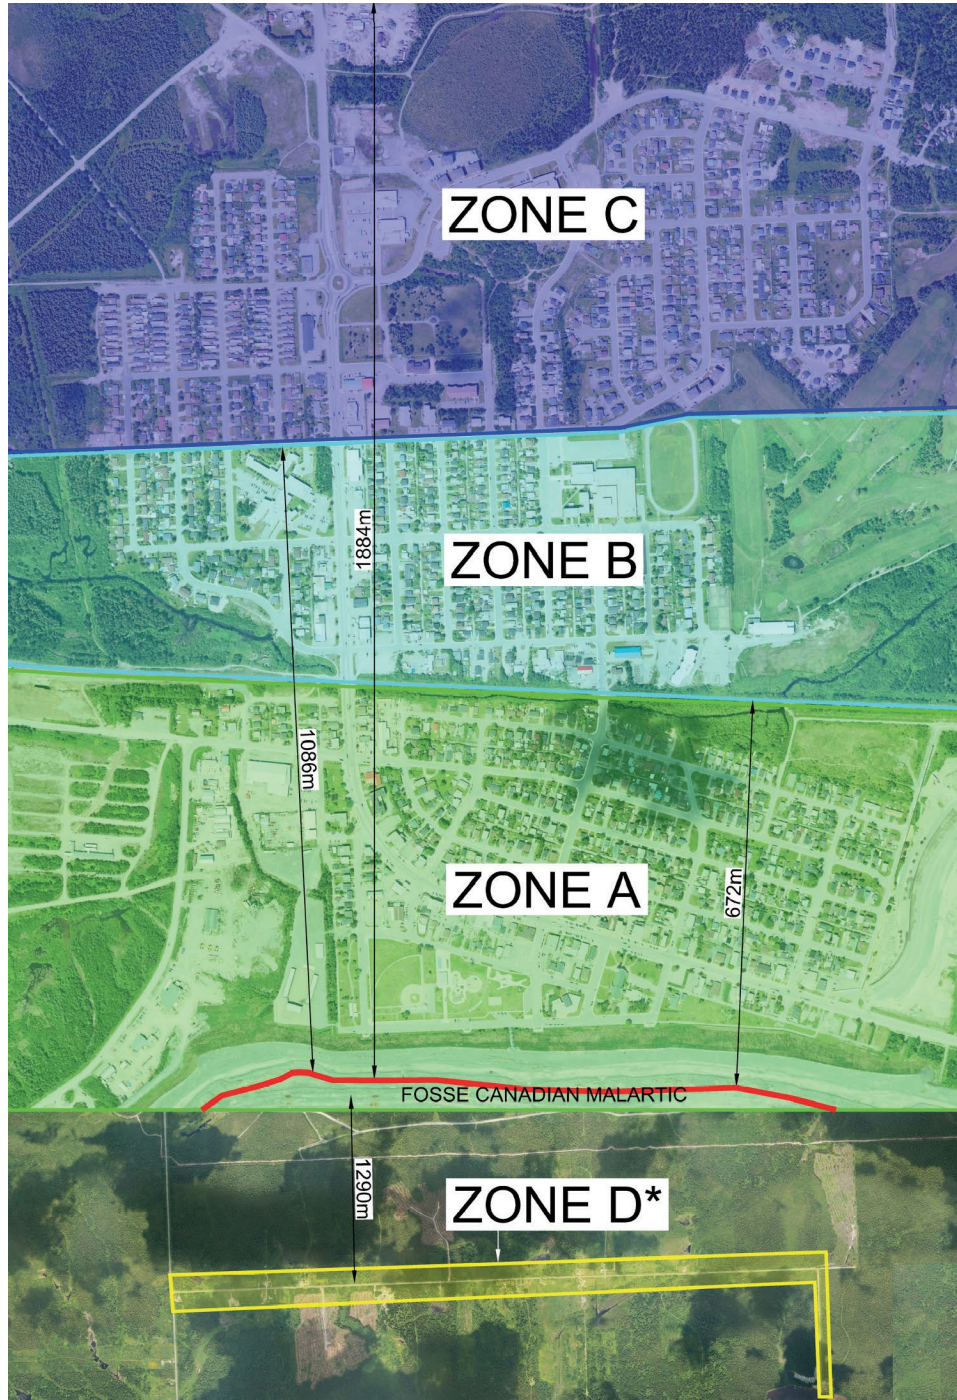 ZONE C
1884m
ZONE B
1086m
672m
ZONE A
FOSSE CANADIAN MALARTIC
1290m
ZONE D*